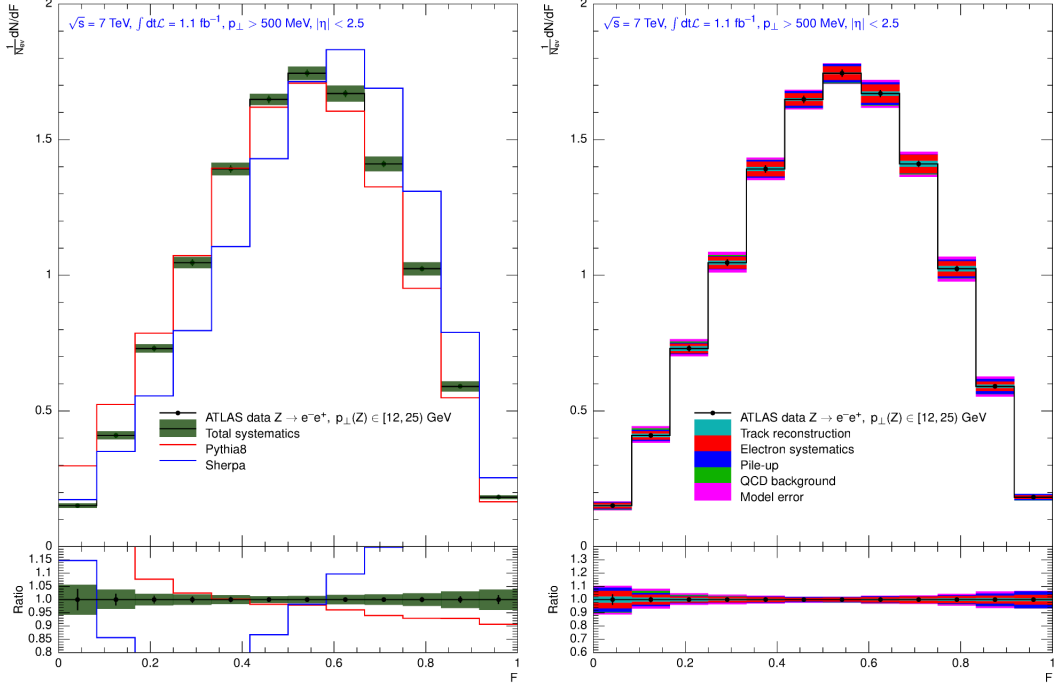 1/N_ev dN/dF
√s = 7 TeV, ∫ dtℒ = 1.1 fb⁻¹, p⊥ > 500 MeV, |η| < 2.5
2
1.5
1
0.5
0
ATLAS data Z → e⁻e⁺, p⊥(Z) ∈ [12, 25) GeV
Total systematics
Pythia8
Sherpa
Ratio
1.15
1.1
1.05
1.0
0.95
0.9
0.85
0.8
0 0.2 0.4 0.6 0.8 1
F
1/N_ev dN/dF
√s = 7 TeV, ∫ dtℒ = 1.1 fb⁻¹, p⊥ > 500 MeV, |η| < 2.5
2
1.5
1
0.5
0
ATLAS data Z → e⁻e⁺, p⊥(Z) ∈ [12, 25) GeV
Track reconstruction
Electron systematics
Pile-up
QCD background
Model error
Ratio
1.3
1.2
1.1
1.0
0.9
0.8
0.7
0.6
0 0.2 0.4 0.6 0.8 1
F